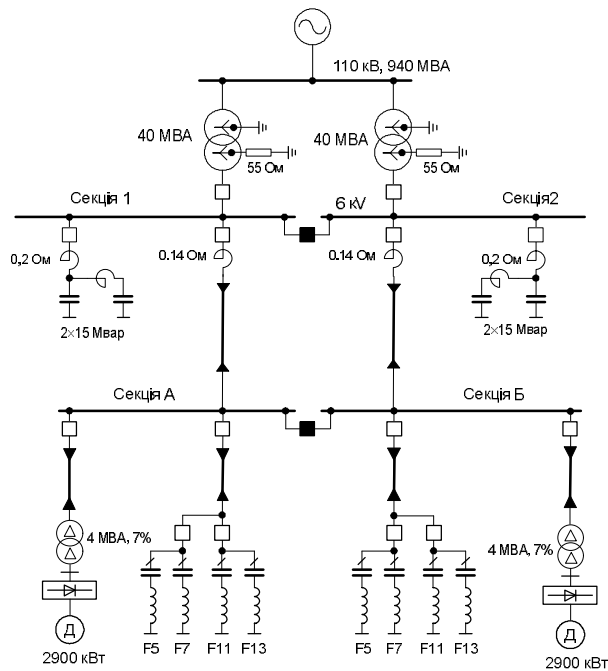 110 кВ, 940 МВА
40 МВА
40 МВА
55 Ом
55 Ом
Секція 1
6 kV
Секція2
0,2 Ом
0.14 Ом
0.14 Ом
0,2 Ом
2×15 Мвар
2×15 Мвар
Секція А
Секція Б
4 МВА, 7%
4 МВА, 7%
Д
F5 F7 F11 F13
F5 F7 F11 F13
Д
2900 кВт
2900 кВт